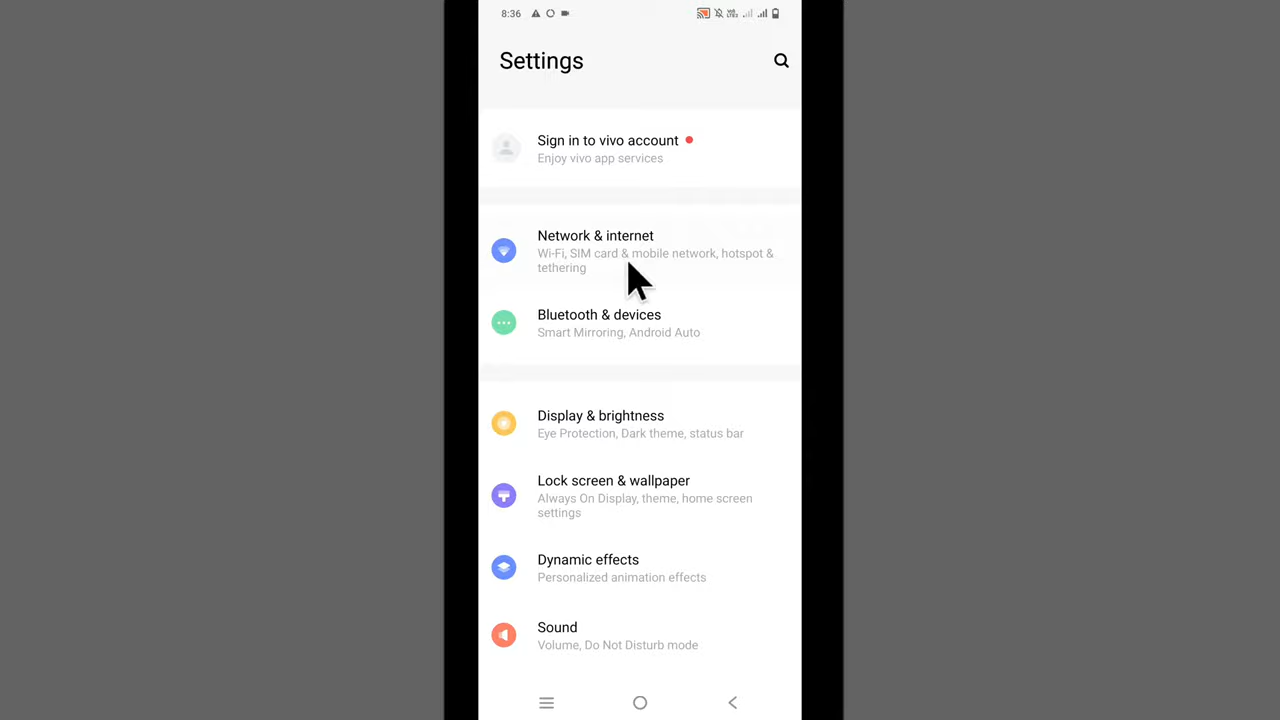 8:36
Settings
Sign in to vivo account
Enjoy vivo app services
Network & internet
Wi-Fi, SIM card & mobile network, hotspot &
tethering
Bluetooth & devices
Smart Mirroring, Android Auto
Display & brightness
Eye Protection, Dark theme, status bar
Lock screen & wallpaper
Always On Display, theme, home screen
settings
Dynamic effects
Personalized animation effects
Sound
Volume, Do Not Disturb mode